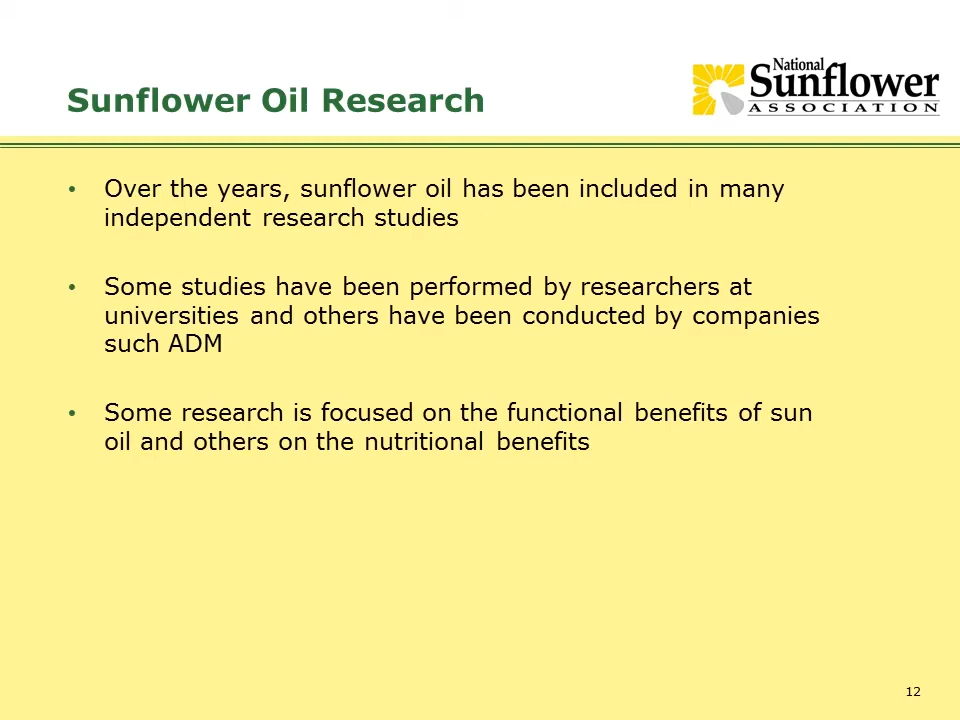 Sunflower Oil Research
National
Sunflower
ASSOCIATION
• Over the years, sunflower oil has been included in many
independent research studies
• Some studies have been performed by researchers at
universities and others have been conducted by companies
such ADM
• Some research is focused on the functional benefits of sun
oil and others on the nutritional benefits
12